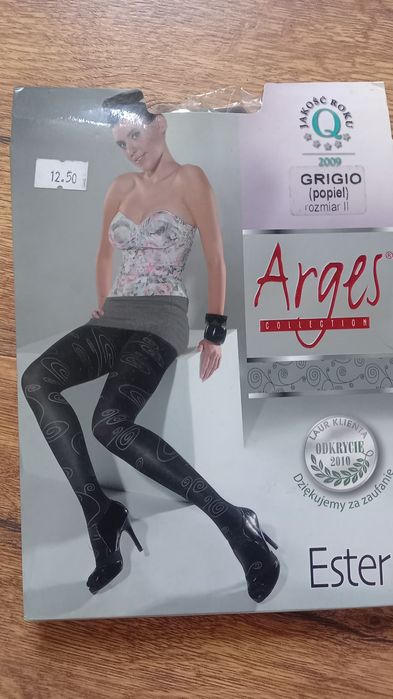 JAKOŚĆ ROKU
Q
2009
GRIGIO
(popiel)
rozmiar II
12.50
Arges®
COLLECTION
LAUR KLIENTA
ODKRYCIE
2010
Dziękujemy za zaufanie
Ester